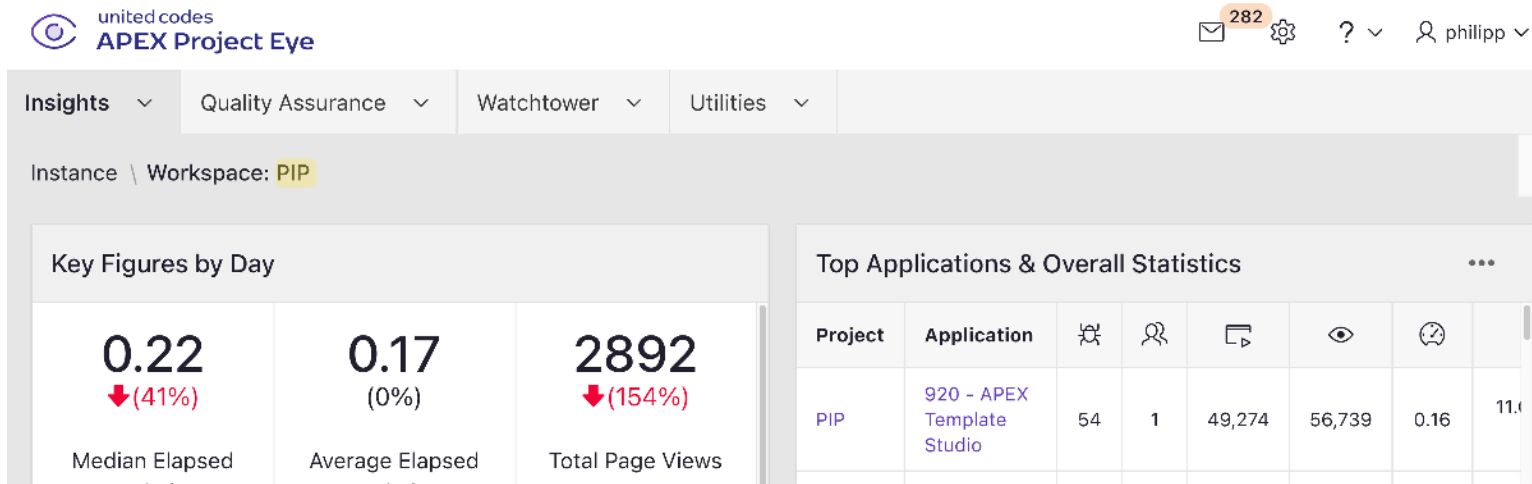 united codes
APEX Project Eye
282
?
philipp
Insights
Quality Assurance
Watchtower
Utilities
Instance \ Workspace: PIP
Key Figures by Day
0.22
(41%)
Median Elapsed
0.17
(0%)
Average Elapsed
2892
(154%)
Total Page Views
Top Applications & Overall Statistics
Project Application
PIP
920 - APEX
Template
Studio
54
1
49,274
56,739
0.16